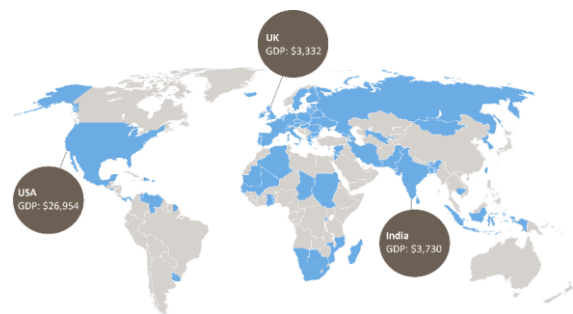 UK
GDP: $3,332
USA
GDP: $26,954
India
GDP: $3,730